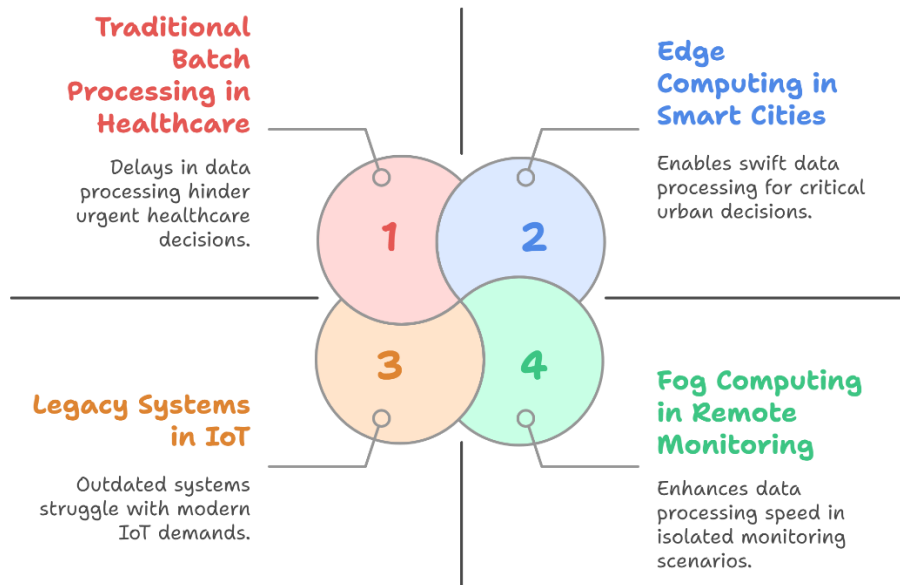 Traditional
Batch
Processing in
Healthcare
Delays in data
processing hinder
urgent healthcare
decisions.
Edge
Computing in
Smart Cities
Enables swift data
processing for critical
urban decisions.
1
2
3
4
Legacy Systems
in IoT
Outdated systems
struggle with modern
IoT demands.
Fog Computing
in Remote
Monitoring
Enhances data
processing speed in
isolated monitoring
scenarios.